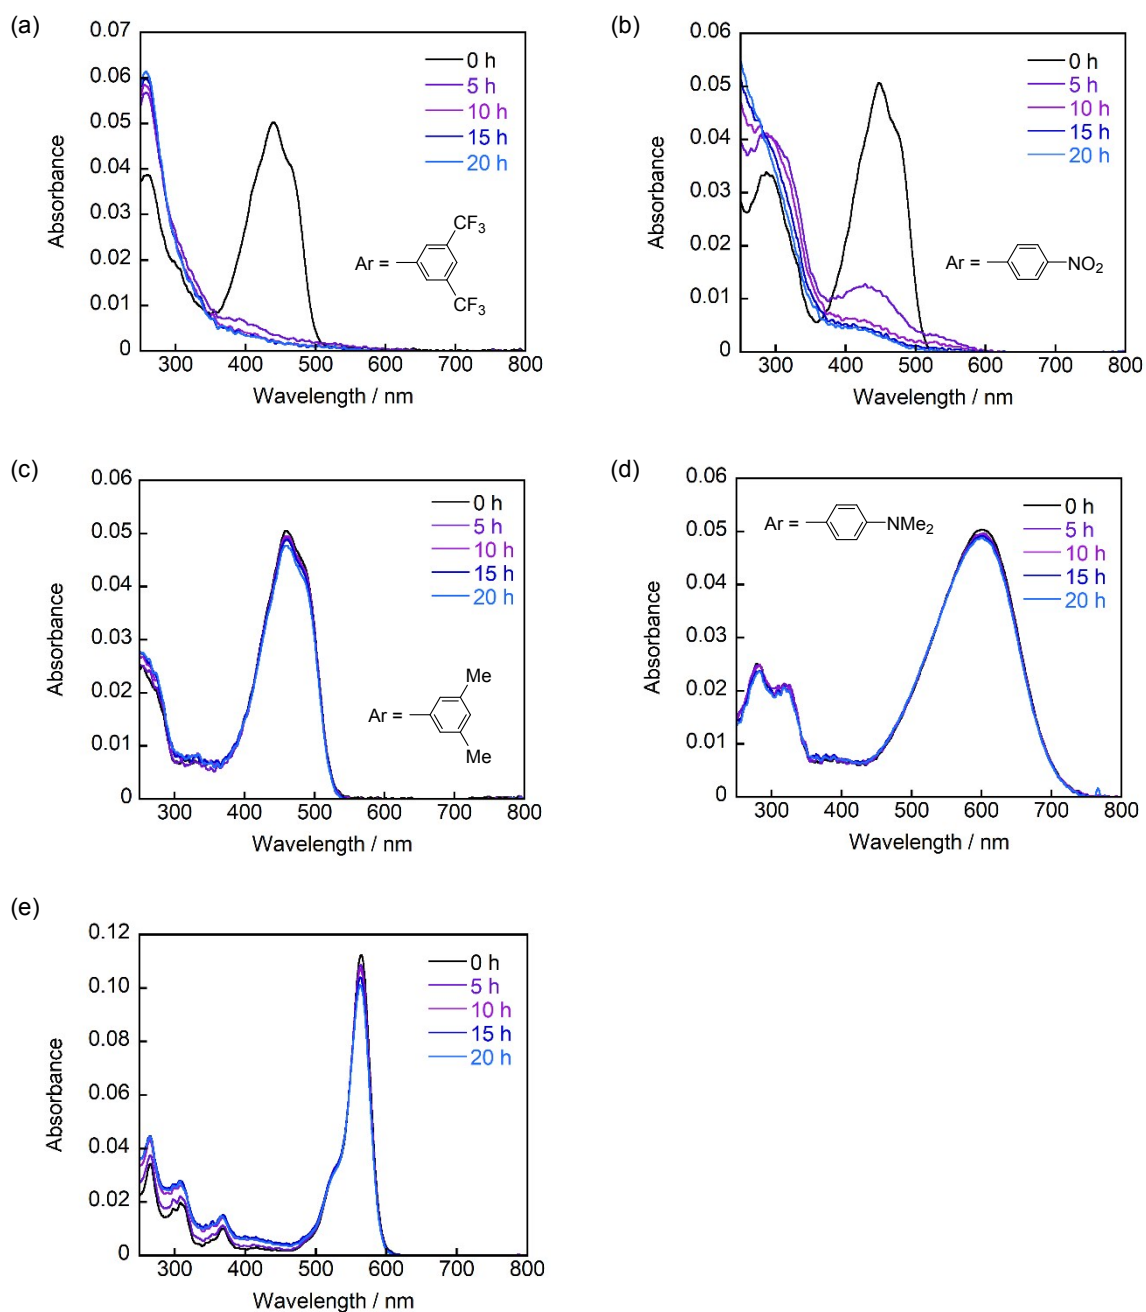 (a)
0.07
0.06
0.05
0.04
0.03
0.02
0.01
0
Absorbance
300 400 500 600 700 800
Wavelength / nm
0 h
5 h
10 h
15 h
20 h
Ar =
CF3
CF3
(b)
0.06
0.05
0.04
0.03
0.02
0.01
0
Absorbance
300 400 500 600 700 800
Wavelength / nm
0 h
5 h
10 h
15 h
20 h
Ar =
NO2
(c)
0.06
0.05
0.04
0.03
0.02
0.01
0
Absorbance
300 400 500 600 700 800
Wavelength / nm
0 h
5 h
10 h
15 h
20 h
Ar =
Me
Me
(d)
0.06
0.05
0.04
0.03
0.02
0.01
0
Absorbance
300 400 500 600 700 800
Wavelength / nm
Ar =
NMe2
0 h
5 h
10 h
15 h
20 h
(e)
0.12
0.10
0.08
0.06
0.04
0.02
0
Absorbance
300 400 500 600 700 800
Wavelength / nm
0 h
5 h
10 h
15 h
20 h